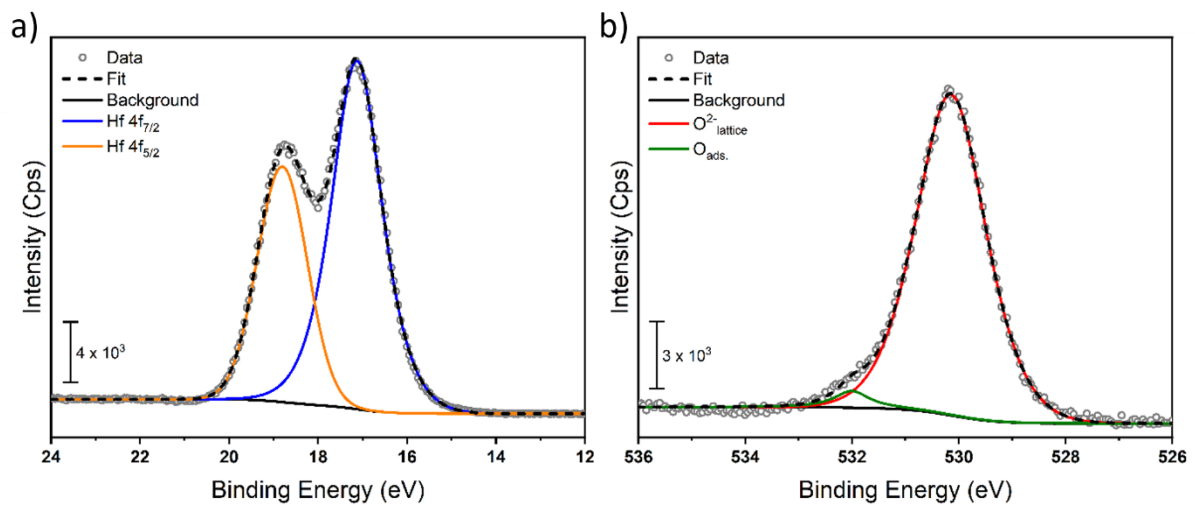 a)
Data
Fit
Background
Hf 4f7/2
Hf 4f5/2
Intensity (Cps)
4 x 10³
24 22 20 18 16 14 12
Binding Energy (eV)
b)
Data
Fit
Background
O²⁻lattice
Oads.
Intensity (Cps)
3 x 10³
536 534 532 530 528 526
Binding Energy (eV)